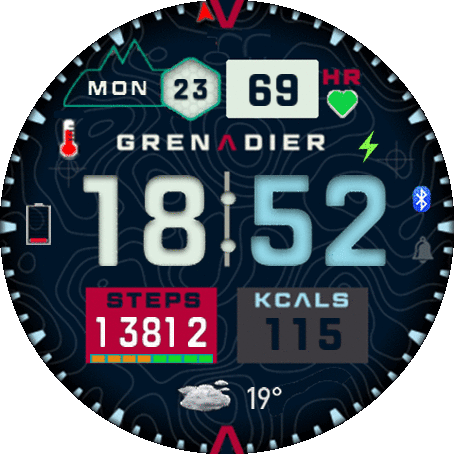 MON 23 69 HR
GRENADIER
18 52
STEPS KCALS
13812 115
19°